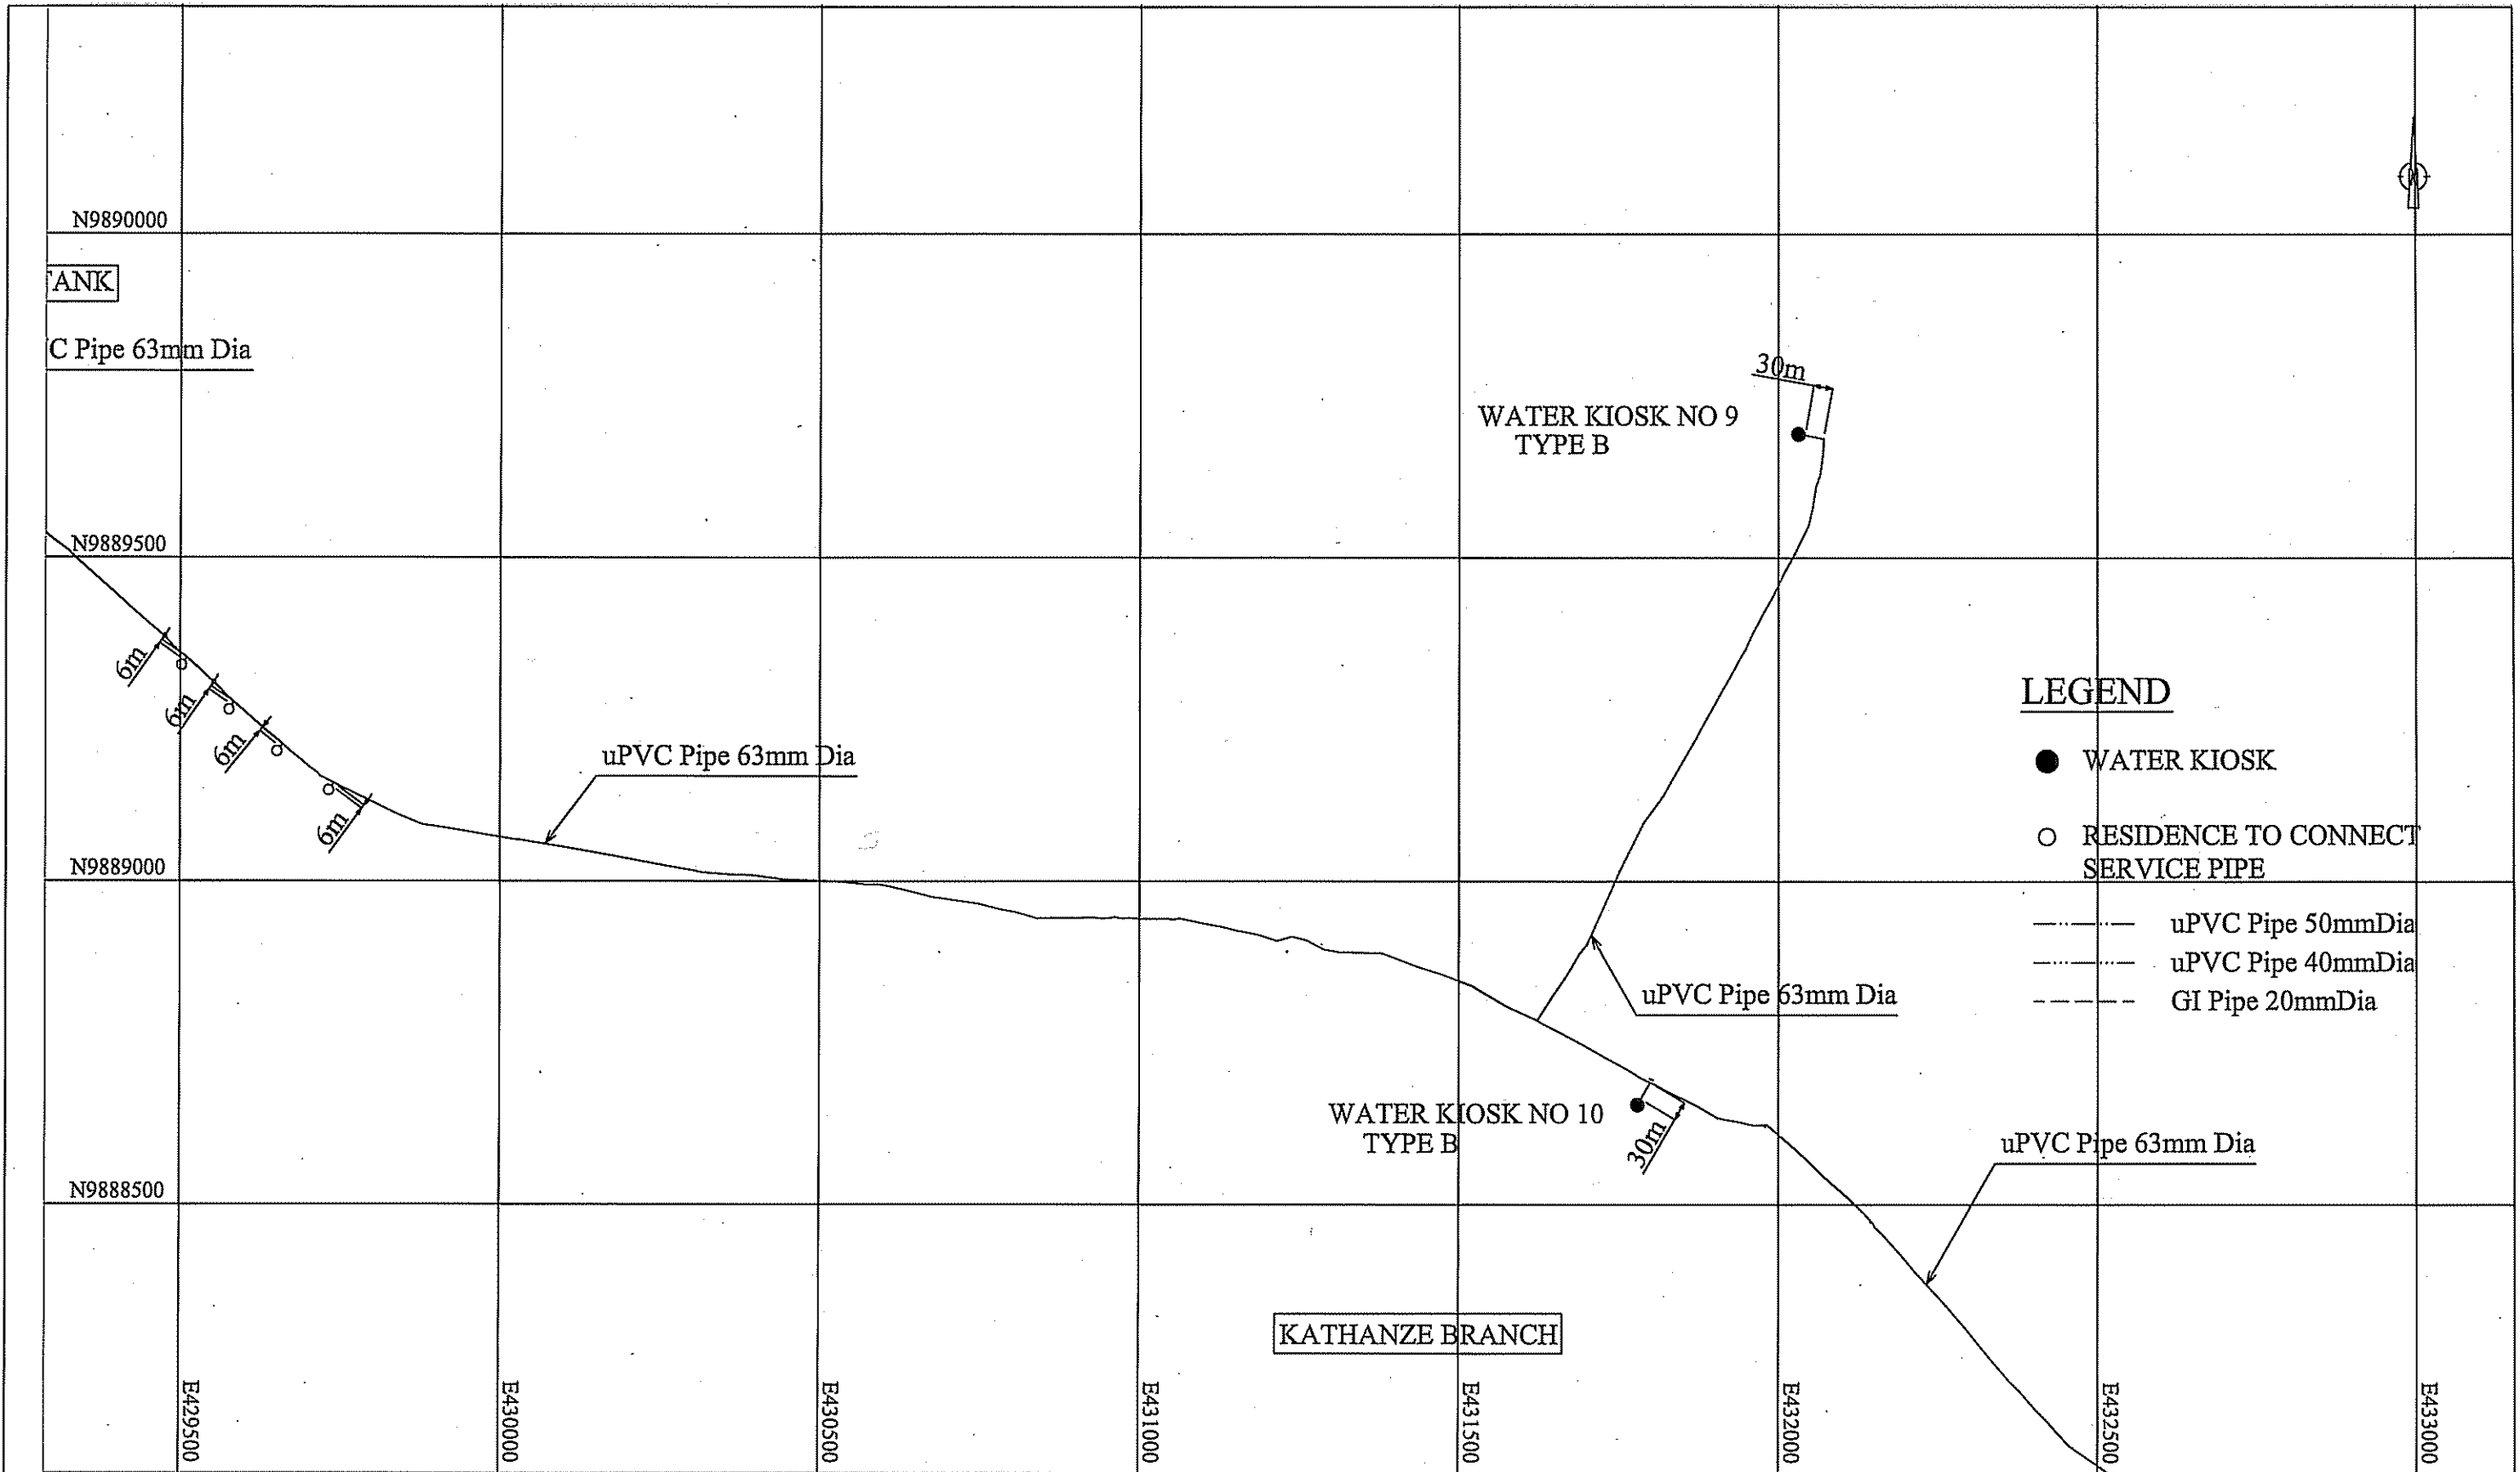 N9890000
TANK
C Pipe 63mm Dia
30m
WATER KIOSK NO 9
TYPE B
N9889500
6m
6m
6m
6m
uPVC Pipe 63mm Dia
LEGEND
WATER KIOSK
RESIDENCE TO CONNECT
SERVICE PIPE
N9889000
uPVC Pipe 50mmDia
uPVC Pipe 40mmDia
GI Pipe 20mmDia
uPVC Pipe 63mm Dia
WATER KIOSK NO 10
TYPE B
30m
uPVC Pipe 63mm Dia
N9888500
KATHANZE BRANCH
E429500
E430000
E430500
E431000
E431500
E432000
E432500
E433000